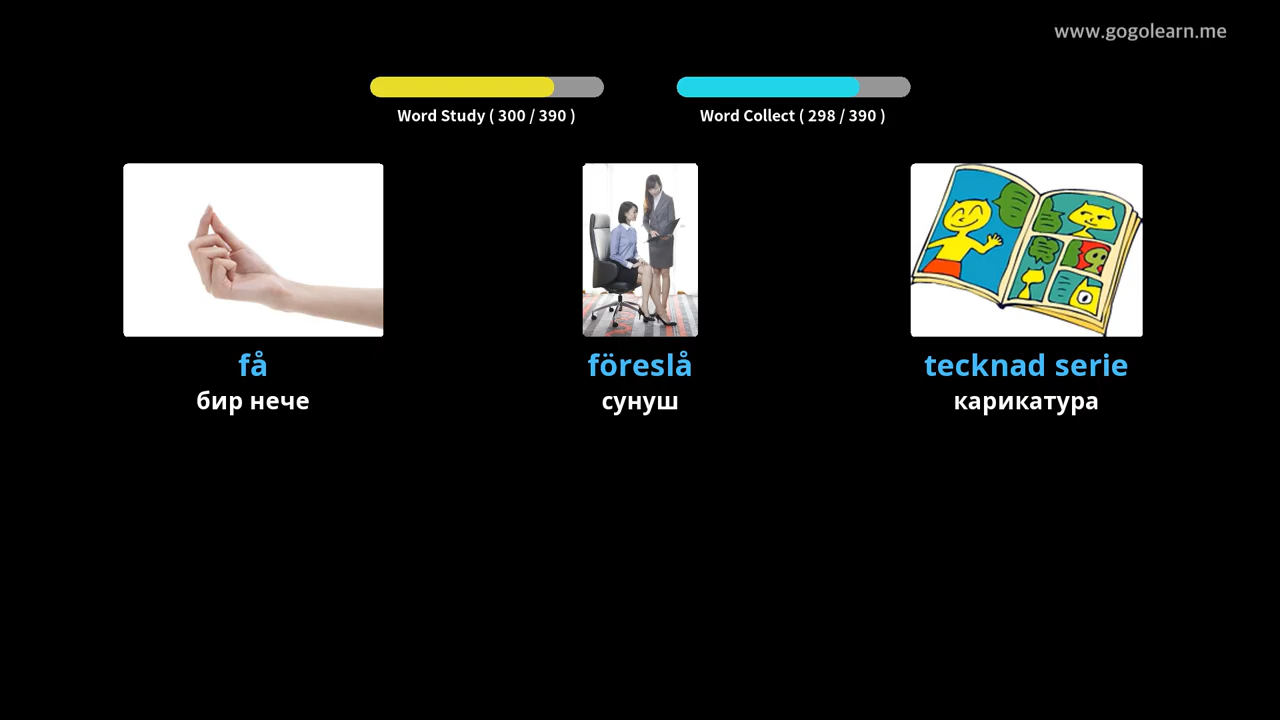 www.gogolearn.me
Word Study ( 300 / 390 )
Word Collect ( 298 / 390 )
få
föreslå
tecknad serie
бир нече
сунуш
карикатура